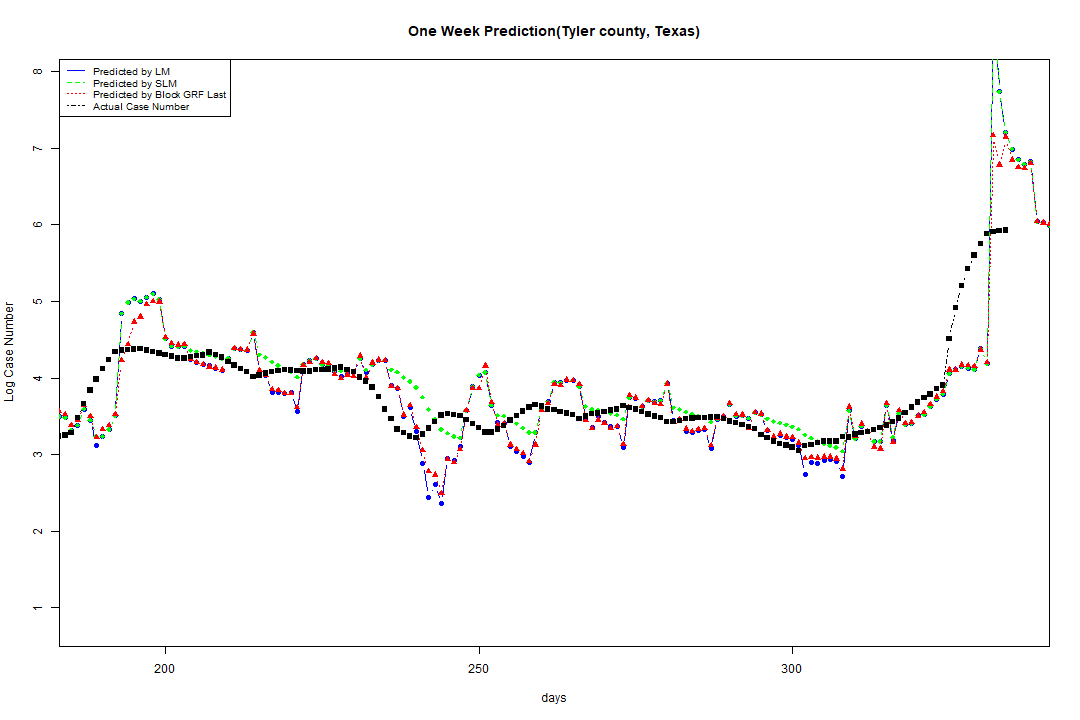 One Week Prediction(Tyler county, Texas)
Predicted by LM
Predicted by SLM
Predicted by Block GRF Last
Actual Case Number
8
7
6
5
4
3
2
1
Log Case Number
200 250 300
days